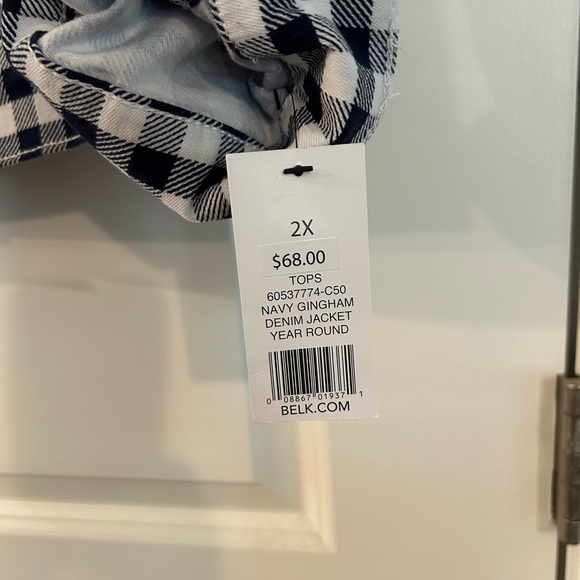 2X
$68.00
TOPS
60537774-C50
NAVY GINGHAM
DENIM JACKET
YEAR ROUND
0 08867 01937 1
BELK.COM